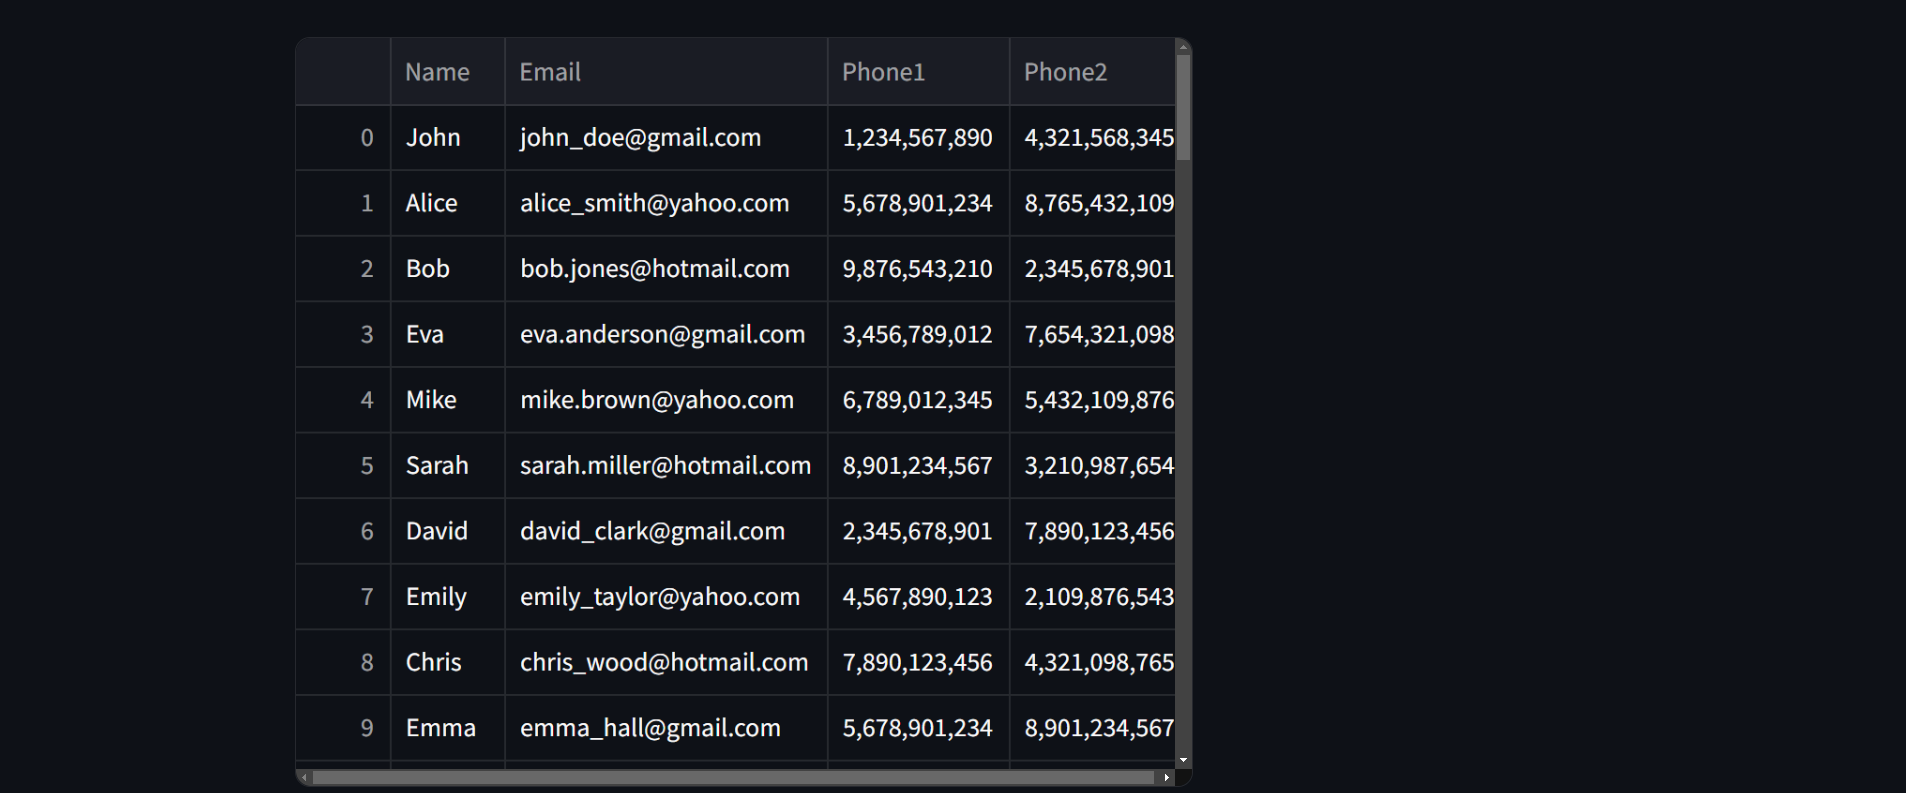 Name Email Phone1 Phone2
0 John john_doe@gmail.com 1,234,567,890 4,321,568,345
1 Alice alice_smith@yahoo.com 5,678,901,234 8,765,432,109
2 Bob bob.jones@hotmail.com 9,876,543,210 2,345,678,901
3 Eva eva.anderson@gmail.com 3,456,789,012 7,654,321,098
4 Mike mike.brown@yahoo.com 6,789,012,345 5,432,109,876
5 Sarah sarah.miller@hotmail.com 8,901,234,567 3,210,987,654
6 David david_clark@gmail.com 2,345,678,901 7,890,123,456
7 Emily emily_taylor@yahoo.com 4,567,890,123 2,109,876,543
8 Chris chris_wood@hotmail.com 7,890,123,456 4,321,098,765
9 Emma emma_hall@gmail.com 5,678,901,234 8,901,234,567